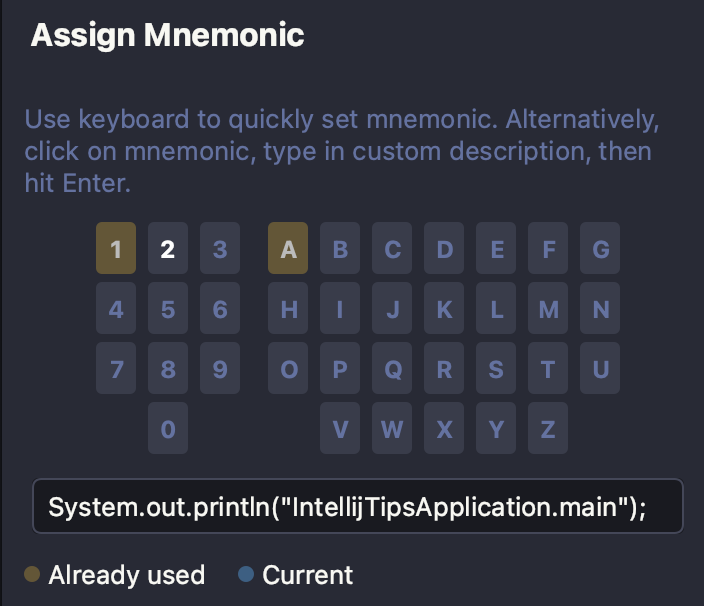 Assign Mnemonic
Use keyboard to quickly set mnemonic. Alternatively,
click on mnemonic, type in custom description, then
hit Enter.
1 2 3 A B C D E F G
4 5 6 H I J K L M N
7 8 9 O P Q R S T U
0 V W X Y Z
System.out.println("IntellijTipsApplication.main");
Already used Current